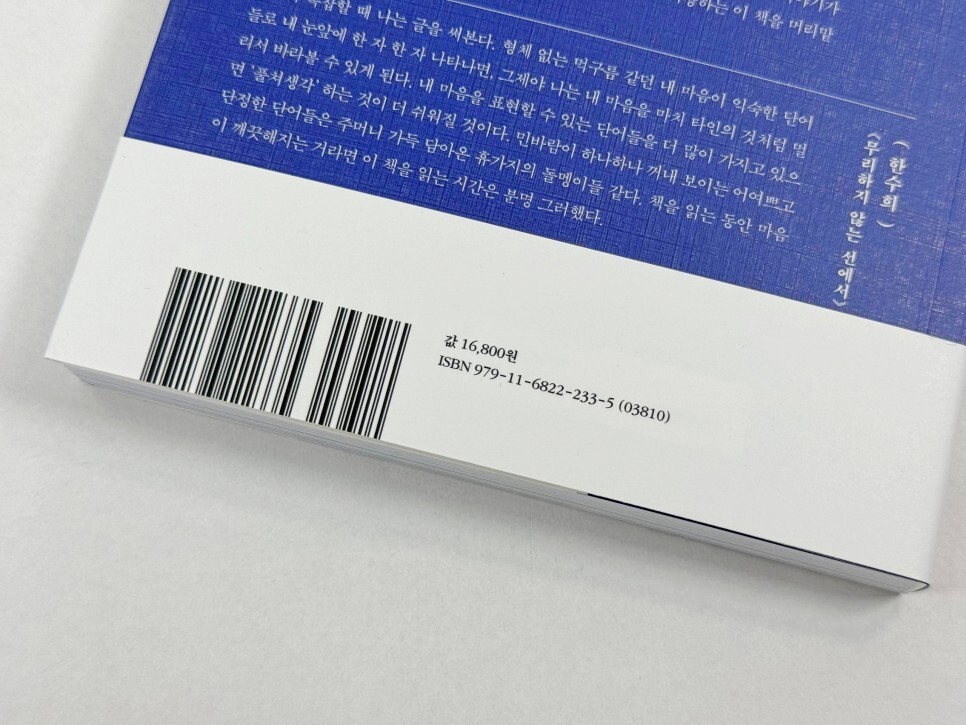 이 책을 머리맡
때 나는 글을 써본다. 형체 없는 먹구름 같던 내 마음이 익숙한 단어
들로 내 눈앞에 한 자 한 자 나타나면, 그제야 나는 내 마음을 마치 타인의 것처럼 멀
리서 바라볼 수 있게 된다. 내 마음을 표현할 수 있는 단어들을 더 많이 가지고 있으
면 '풀쳐생각' 하는 것이 더 쉬워질 것이다. 민바람이 하나하나 꺼내 보이는 어여쁘고
단정한 단어들은 주머니 가득 담아온 휴가지의 돌멩이들 같다. 책을 읽는 동안 마음
이 깨끗해지는 거라면 이 책을 읽는 시간은 분명 그러했다.
( 한수희 )
《무리하지 않는 선에서》
값 16,800원
ISBN 979-11-6822-233-5 (03810)